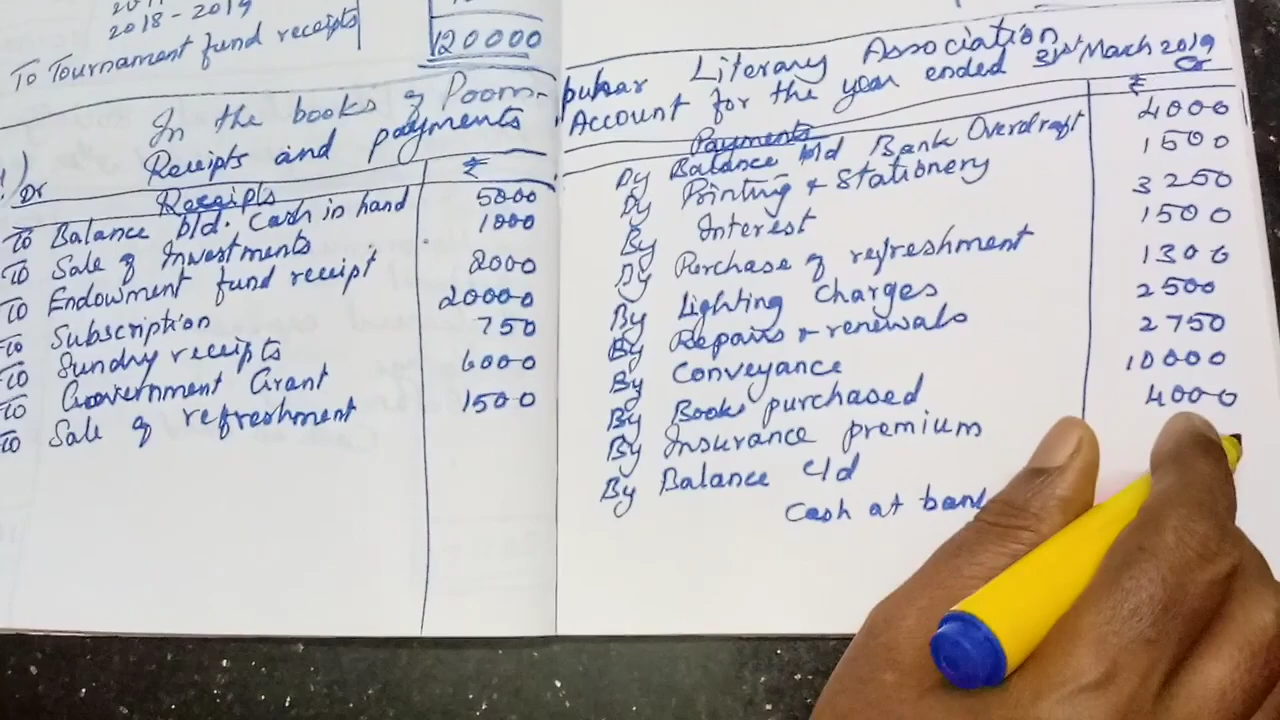 2018-2019
To Tournament fund receipts
120000
In the books of Poom-puhar Literary Association
Receipts and payments Account for the year ended 31st March 2019
Dr
Cr
Receipts ₹
To Balance b/d. Cash in hand 5000
To Sale of Investments 1000
To Endowment fund receipt 2000
To Subscription 20000
To Sundry receipts 750
To Government Grant 6000
To Sale of refreshment 1500
Payments ₹
By Balance b/d Bank Overdraft 4000
By Printing & Stationery 1500
By Interest 3250
By Purchase of refreshment 1500
By Lighting charges 1300
By Repairs & renewals 2500
By Conveyance 2750
By Books purchased 10000
By Insurance premium 4000
By Balance c/d
Cash at bank